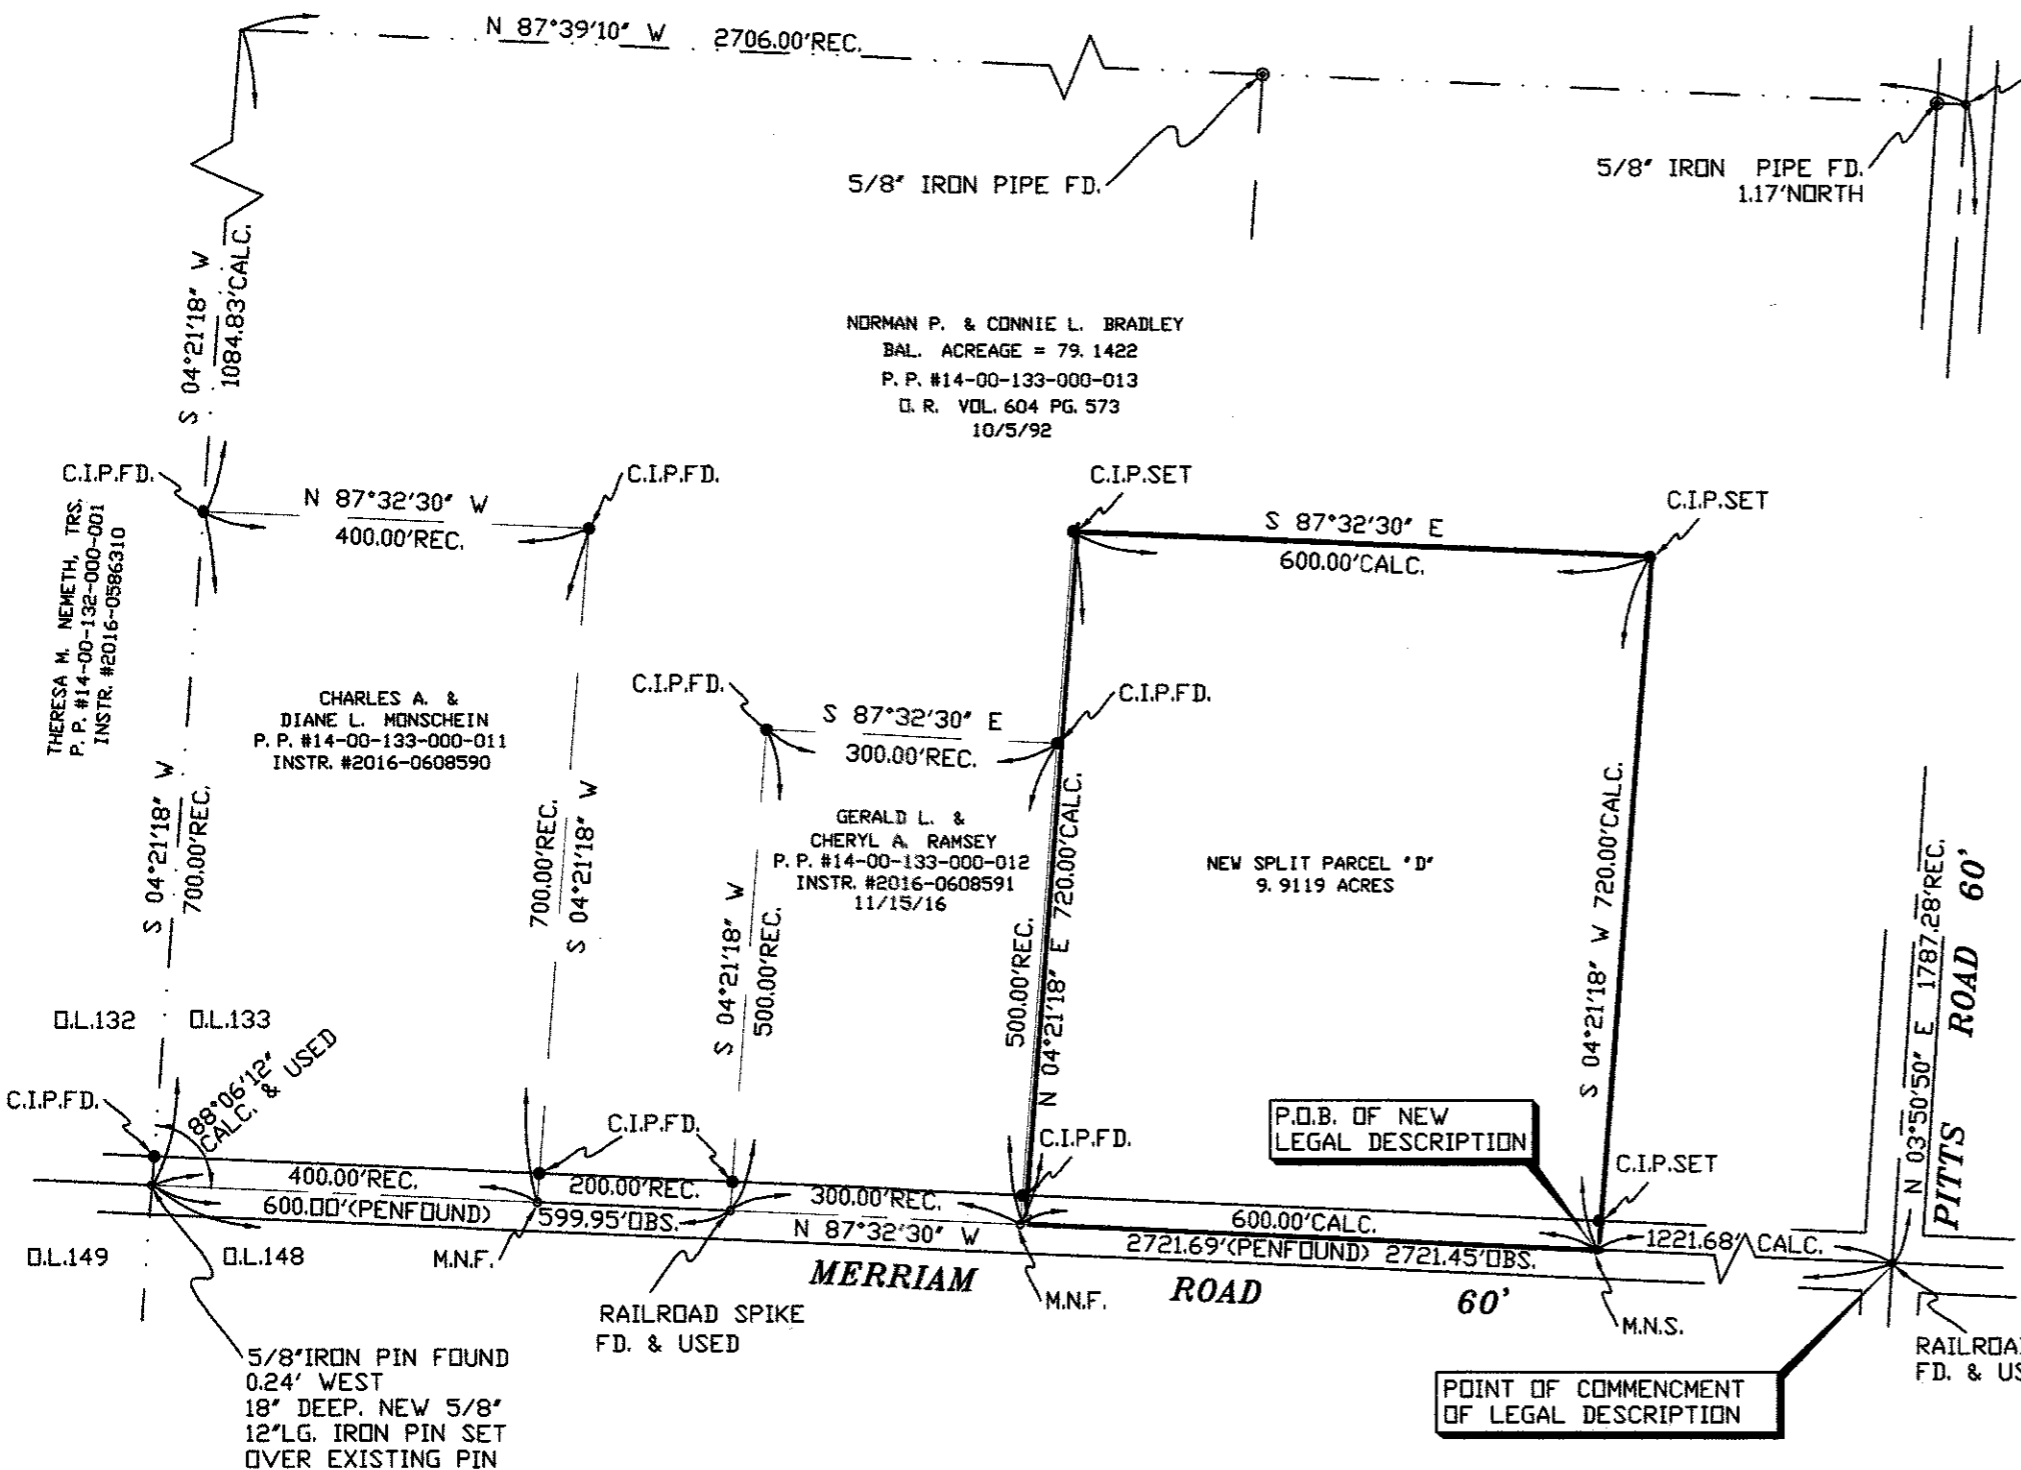 N 87°39'10" W 2706.00'REC.
5/8" IRON PIPE FD.
5/8" IRON PIPE FD.
1.17'NORTH
S 04°21'18" W
1084.83'CALC.
NORMAN P. & CONNIE L. BRADLEY
BAL. ACREAGE = 79.1422
P. P. #14-00-133-000-013
O. R. VOL. 604 PG. 573
10/5/92
C.I.P.FD.
N 87°32'30" W
400.00'REC.
C.I.P.FD.
C.I.P.SET
S 87°32'30" E
600.00'CALC.
C.I.P.SET
THERESA M. NEMETH, TRS.
P. P. #14-00-132-000-001
INSTR. #2016-0586310
CHARLES A. &
DIANE L. MONSCHEIN
P. P. #14-00-133-000-011
INSTR. #2016-0608590
C.I.P.FD.
S 87°32'30" E
300.00'REC.
C.I.P.FD.
GERALD L. &
CHERYL A. RAMSEY
P. P. #14-00-133-000-012
INSTR. #2016-0608591
11/15/16
NEW SPLIT PARCEL "D"
9.9119 ACRES
S 04°21'18" W
700.00'REC.
700.00'REC.
S 04°21'18" W
S 04°21'18" W
500.00'REC.
500.00'REC.
N 04°21'18" E 720.00'CALC.
S 04°21'18" W 720.00'CALC.
N 03°50'50" E 1787.28'REC.
PITTS ROAD 60'
O.L.132
O.L.133
88°06'12"
CALC. & USED
C.I.P.FD.
C.I.P.FD.
C.I.P.FD.
P.O.B. OF NEW
LEGAL DESCRIPTION
C.I.P.SET
400.00'REC.
200.00'REC.
300.00'REC.
600.00'CALC.
1221.68' CALC.
600.00'(PENFOUND) 599.95'OBS.
N 87°32'30" W
2721.69'(PENFOUND) 2721.45'OBS.
O.L.149
O.L.148
M.N.F.
MERRIAM ROAD 60'
M.N.F.
M.N.S.
RAILROAD SPIKE
FD. & USED
5/8"IRON PIN FOUND
0.24' WEST
18" DEEP. NEW 5/8"
12"LG. IRON PIN SET
OVER EXISTING PIN
POINT OF COMMENCMENT
OF LEGAL DESCRIPTION
RAILROA
FD. & US